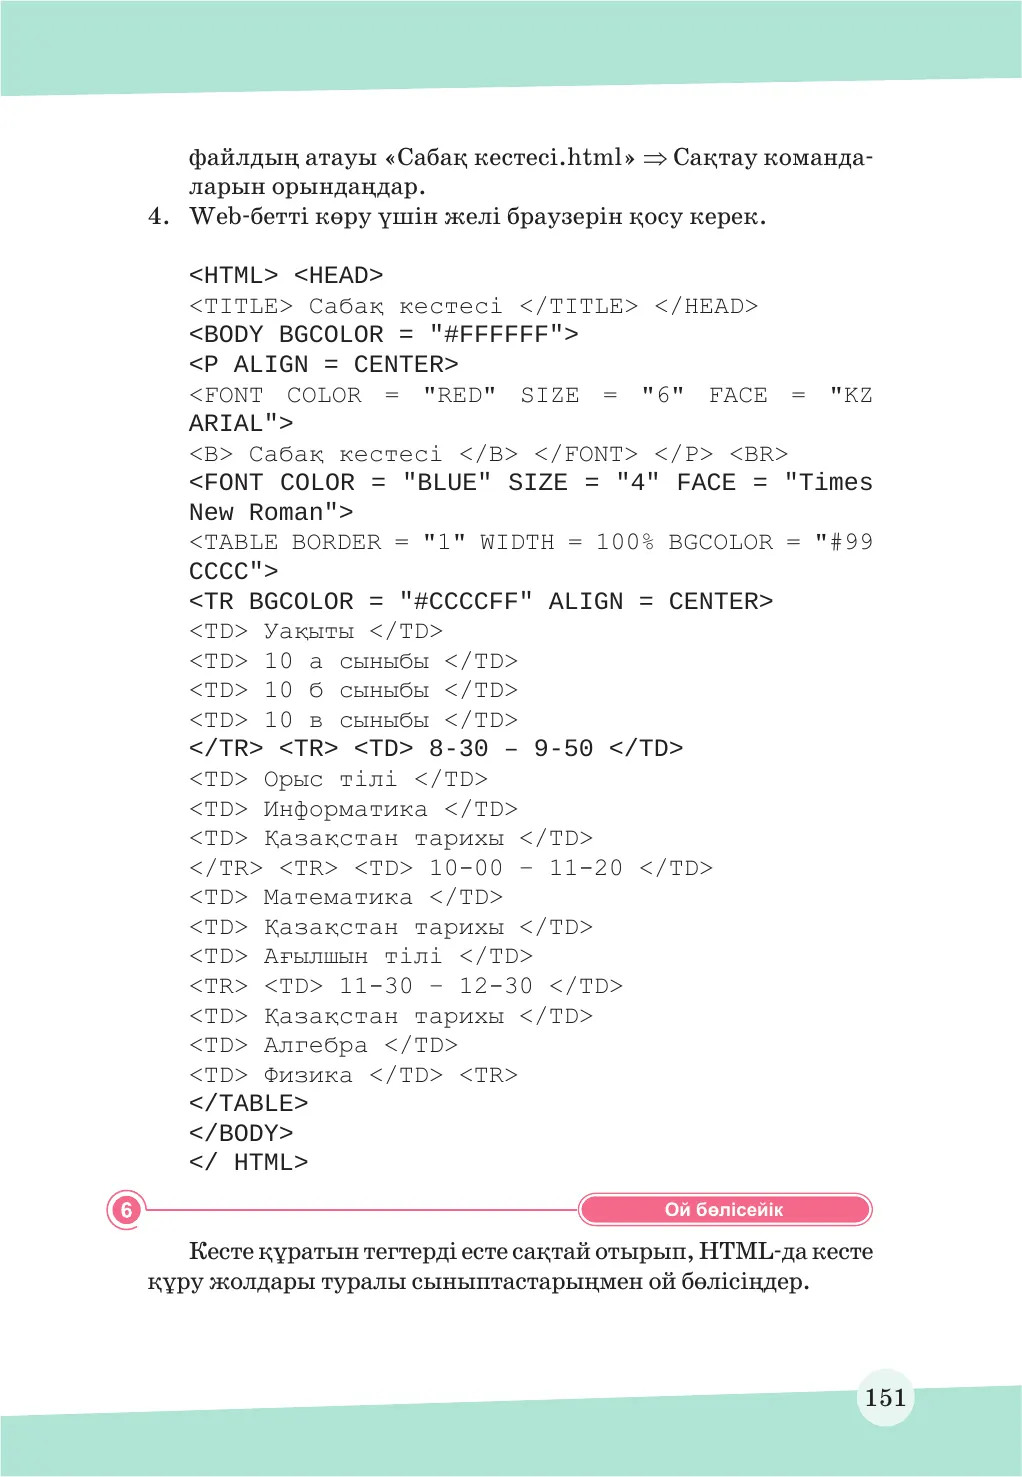 файлдың атауы «Сабақ кестесі.html» ⇒ Сақтау команда-
ларын орындаңдар.
4. Web-бетті көру үшін желі браузерін қосу керек.
<HTML> <HEAD>
<TITLE> Сабақ кестесі </TITLE> </HEAD>
<BODY BGCOLOR = "#FFFFFF">
<P ALIGN = CENTER>
<FONT COLOR = "RED" SIZE = "6" FACE = "KZ
ARIAL">
<B> Сабақ кестесі </B> </FONT> </P> <BR>
<FONT COLOR = "BLUE" SIZE = "4" FACE = "Times
New Roman">
<TABLE BORDER = "1" WIDTH = 100% BGCOLOR = "#99
CCCC">
<TR BGCOLOR = "#CCCCFF" ALIGN = CENTER>
<TD> Уақыты </TD>
<TD> 10 а сыныбы </TD>
<TD> 10 б сыныбы </TD>
<TD> 10 в сыныбы </TD>
</TR> <TR> <TD> 8-30 – 9-50 </TD>
<TD> Орыс тілі </TD>
<TD> Информатика </TD>
<TD> Қазақстан тарихы </TD>
</TR> <TR> <TD> 10-00 – 11-20 </TD>
<TD> Математика </TD>
<TD> Қазақстан тарихы </TD>
<TD> Ағылшын тілі </TD>
<TR> <TD> 11-30 – 12-30 </TD>
<TD> Қазақстан тарихы </TD>
<TD> Алгебра </TD>
<TD> Физика </TD> <TR>
</TABLE>
</BODY>
</ HTML>
6 Ой бөлісейік
Кесте құратын тегтерді есте сақтай отырып, HTML-да кесте
құру жолдары туралы сыныптастарыңмен ой бөлісіңдер.
151